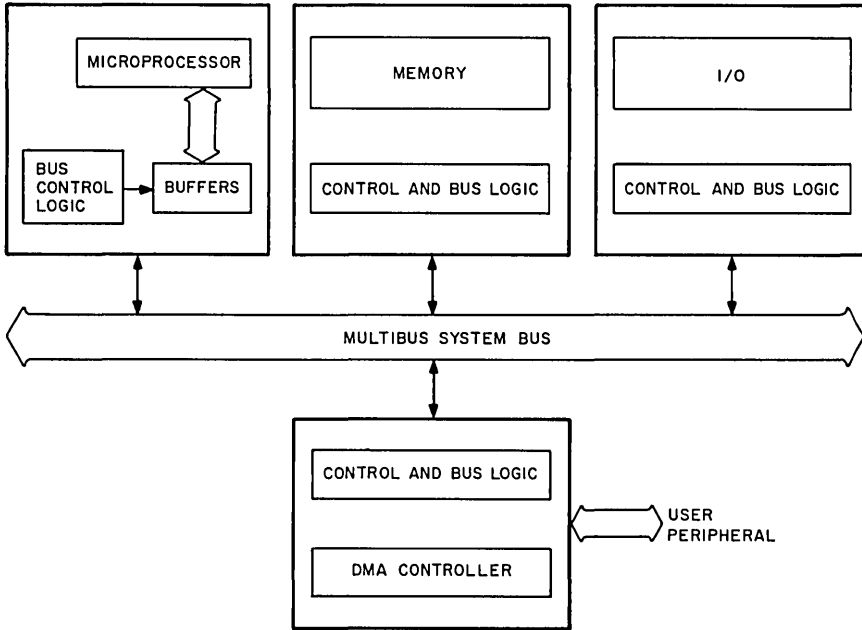 MICROPROCESSOR
BUS
CONTROL
LOGIC
BUFFERS
MEMORY
CONTROL AND BUS LOGIC
I/O
CONTROL AND BUS LOGIC
MULTIBUS SYSTEM BUS
CONTROL AND BUS LOGIC
DMA CONTROLLER
USER
PERIPHERAL